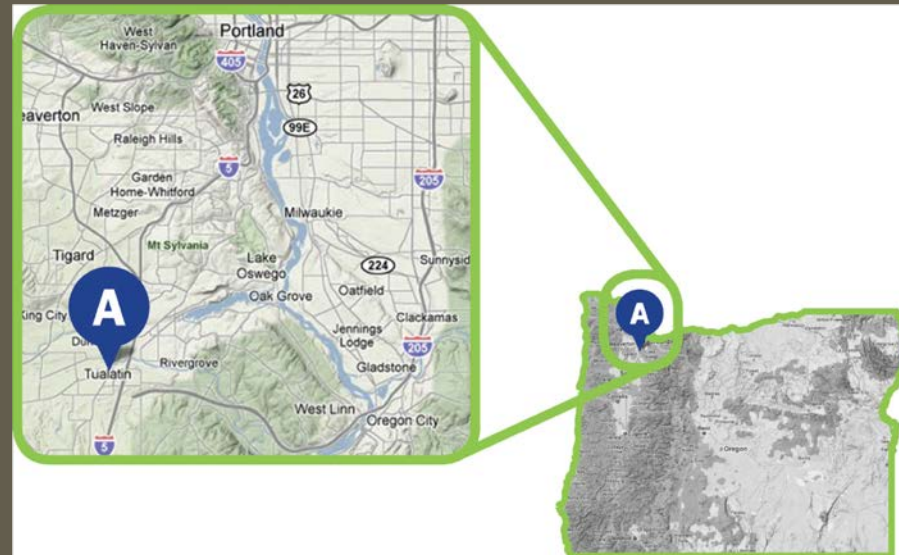 Portland
West
Haven-Sylvan
405
26
West Slope
eaverton
99E
Raleigh Hills
5
205
Garden
Home-Whitford
Metzger
Milwaukie
Mt Sylvania
Tigard
Lake
Oswego
224
Sunnysid
A
Oak Grove
Oatfield
King City
Clackamas
Jennings
Lodge
205
Rivergrove
Gladstone
Tualatin
West Linn
Oregon City
5
A
Oregon